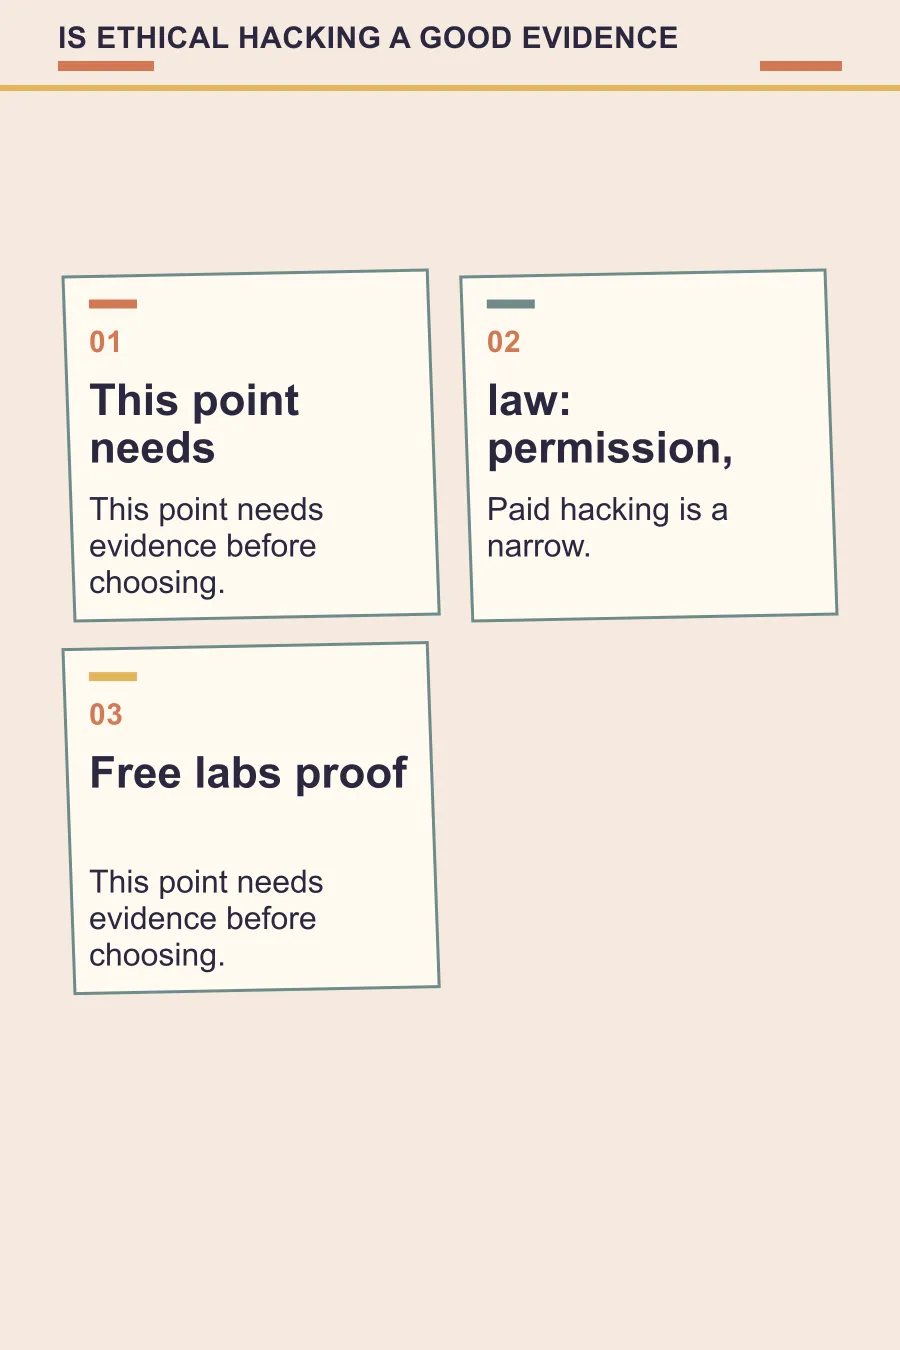 IS ETHICAL HACKING A GOOD EVIDENCE
01
This point
needs
This point needs
evidence before
choosing.
02
law:
permission,
Paid hacking is a
narrow.
03
Free labs proof
This point needs
evidence before
choosing.